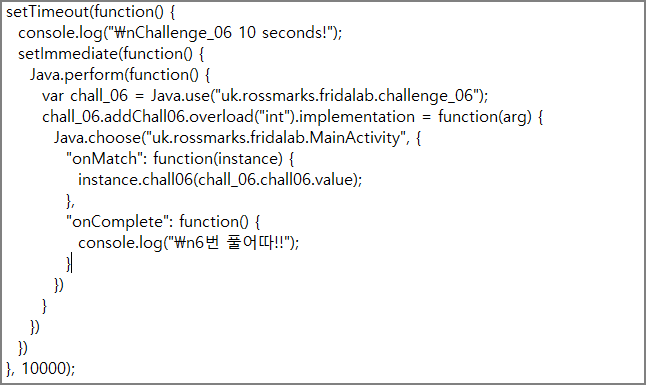 setTimeout(function() {
  console.log("₩nChallenge_06 10 seconds!");
  setImmediate(function() {
    Java.perform(function() {
      var chall_06 = Java.use("uk.rossmarks.fridalab.challenge_06");
      chall_06.addChall06.overload("int").implementation = function(arg) {
        Java.choose("uk.rossmarks.fridalab.MainActivity", {
          "onMatch": function(instance) {
            instance.chall06(chall_06.chall06.value);
          },
          "onComplete": function() {
            console.log("₩n6번 풀어따!!");
          }
        })
      }
    })
  })
}, 10000);